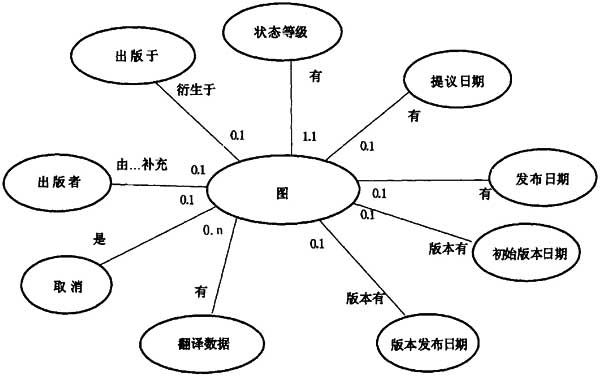 状态等级
出版于
提议日期
有
衍生于
有
0.1
1.1
0.1
由...补充
0.1
出版者
图
发布日期
0.1
0.1
有
0.1
是
0.n
0.1
版本有
初始版本日期
取消
有
版本有
翻译数据
版本发布日期